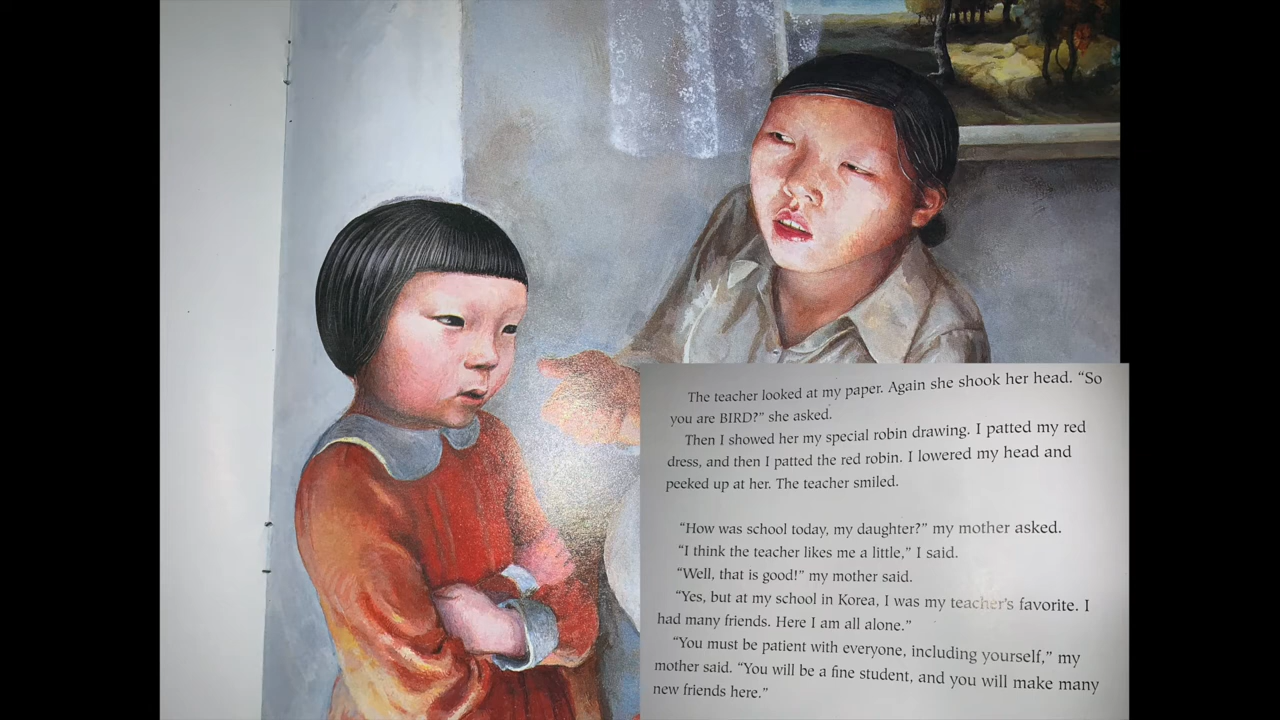 The teacher looked at my paper. Again she shook her head. “So
you are BIRD?” she asked.
Then I showed her my special robin drawing. I patted my red
dress, and then I patted the red robin. I lowered my head and
peeked up at her. The teacher smiled.
“How was school today, my daughter?” my mother asked.
“I think the teacher likes me a little,” I said.
“Well, that is good!” my mother said.
“Yes, but at my school in Korea, I was my teacher’s favorite. I
had many friends. Here I am all alone.”
“You must be patient with everyone, including yourself,” my
mother said. “You will be a fine student, and you will make many
new friends here.”